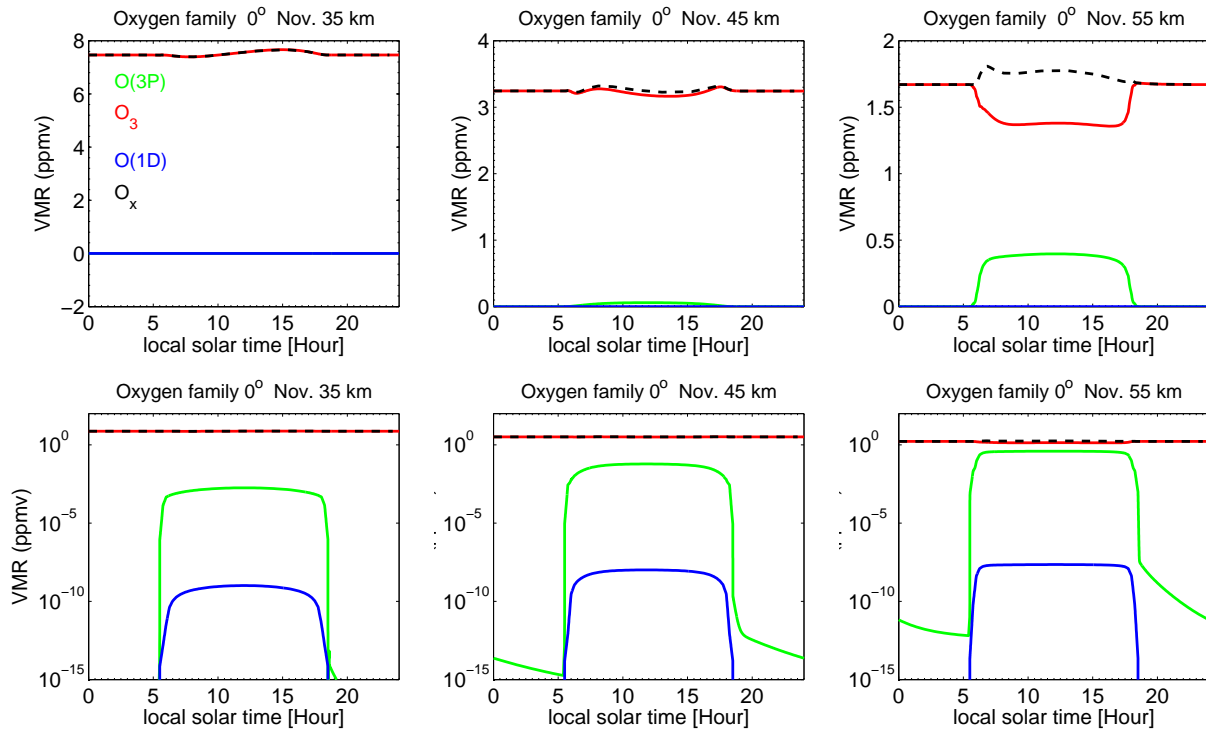 Oxygen family 0° Nov. 35 km
8
6
4
2
0
−2
VMR (ppmv)
O(3P)
O₃
O(1D)
Oₓ
0 5 10 15 20
local solar time [Hour]
Oxygen family 0° Nov. 45 km
4
3
2
1
0
VMR (ppmv)
0 5 10 15 20
local solar time [Hour]
Oxygen family 0° Nov. 55 km
2
1.5
1
0.5
0
VMR (ppmv)
0 5 10 15 20
local solar time [Hour]
Oxygen family 0° Nov. 35 km
10⁰
10⁻⁵
10⁻¹⁰
10⁻¹⁵
VMR (ppmv)
0 5 10 15 20
local solar time [Hour]
Oxygen family 0° Nov. 45 km
10⁰
10⁻⁵
10⁻¹⁰
10⁻¹⁵
0 5 10 15 20
local solar time [Hour]
Oxygen family 0° Nov. 55 km
10⁰
10⁻⁵
10⁻¹⁰
10⁻¹⁵
0 5 10 15 20
local solar time [Hour]